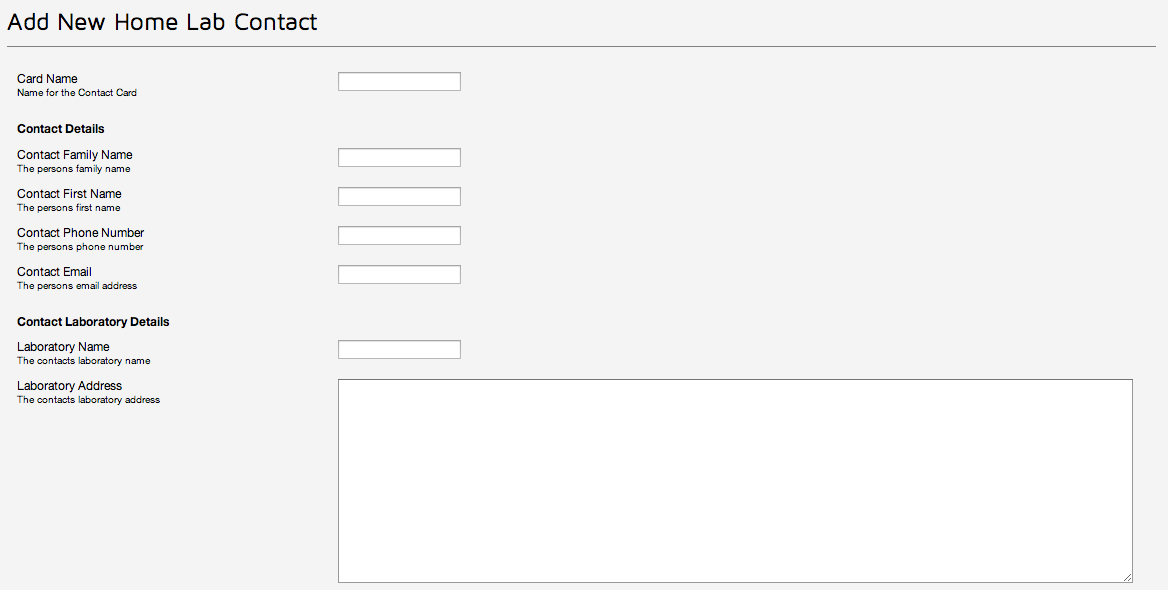 Add New Home Lab Contact
Card Name
Name for the Contact Card
Contact Details
Contact Family Name
The persons family name
Contact First Name
The persons first name
Contact Phone Number
The persons phone number
Contact Email
The persons email address
Contact Laboratory Details
Laboratory Name
The contacts laboratory name
Laboratory Address
The contacts laboratory address